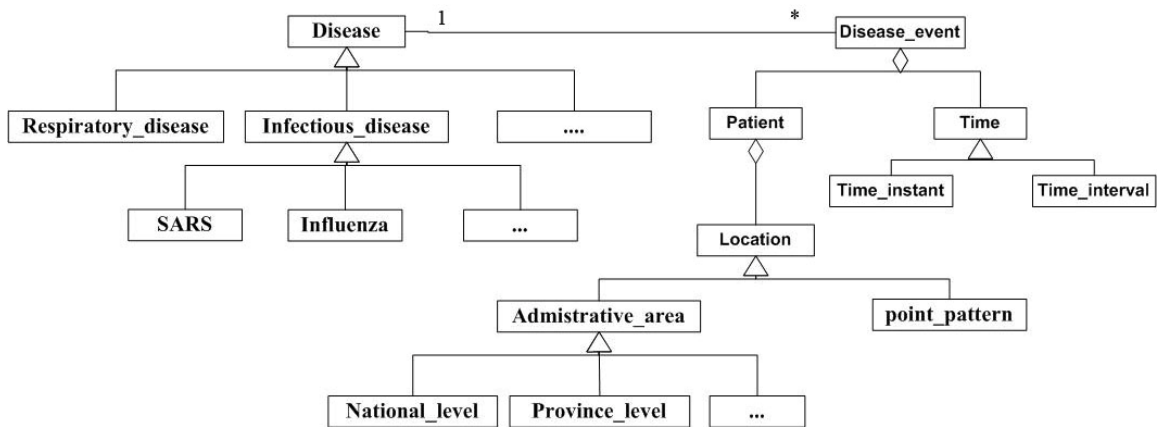 1
*
Disease
Disease_event
Respiratory_disease
Infectious_disease
....
Patient
Time
Time_instant
Time_interval
SARS
Influenza
...
Location
Admistrative_area
point_pattern
National_level
Province_level
...